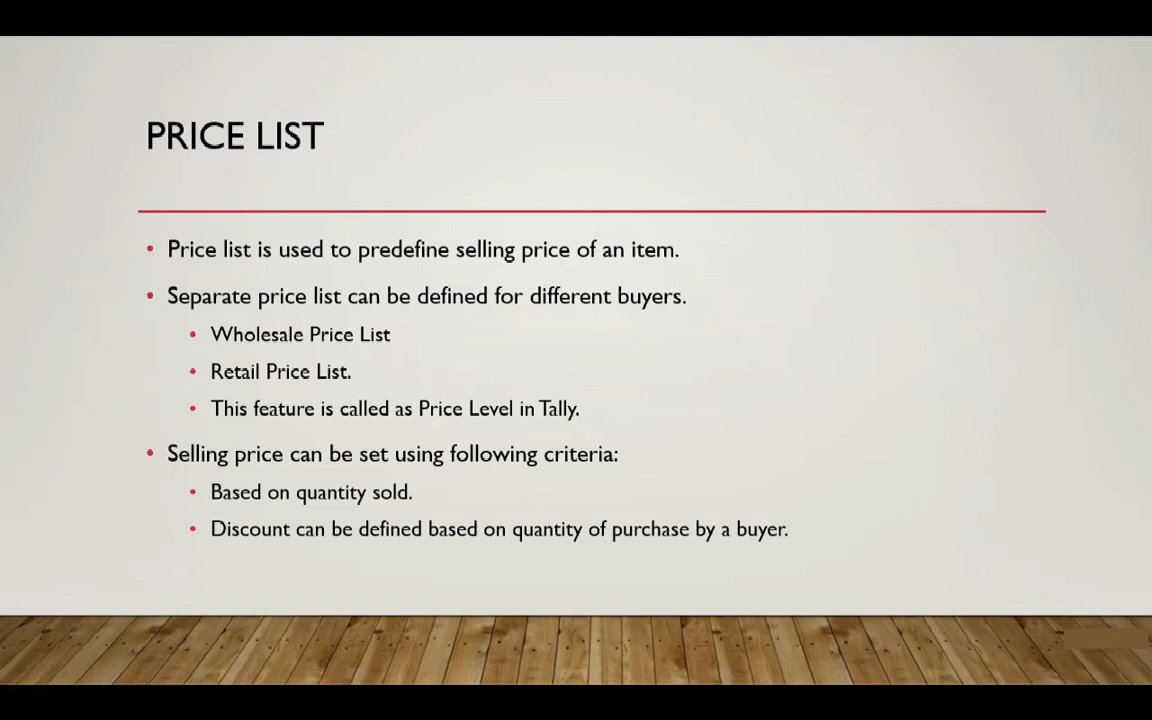 PRICE LIST
Price list is used to predefine selling price of an item.
Separate price list can be defined for different buyers.
Wholesale Price List
Retail Price List.
This feature is called as Price Level in Tally.
Selling price can be set using following criteria:
Based on quantity sold.
Discount can be defined based on quantity of purchase by a buyer.